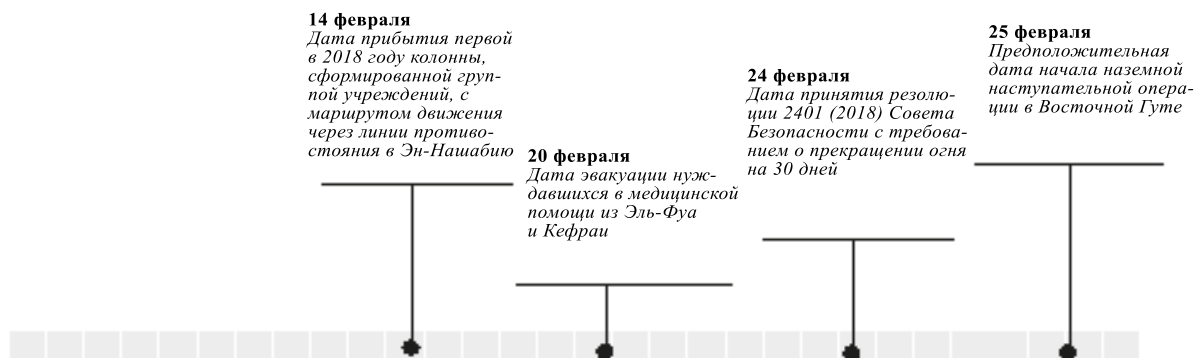 14 февраля
Дата прибытия первой
в 2018 году колонны,
сформированной груп-
пой учреждений, с
маршрутом движения
через линии противо-
стояния в Эн-Нашабию
20 февраля
Дата эвакуации нуж-
давшихся в медицинской
помощи из Эль-Фуа
и Кефраи
24 февраля
Дата принятия резолю-
ции 2401 (2018) Совета
Безопасности с требова-
нием о прекращении огня
на 30 дней
25 февраля
Предположительная
дата начала наземной
наступательной опера-
ции в Восточной Гуте